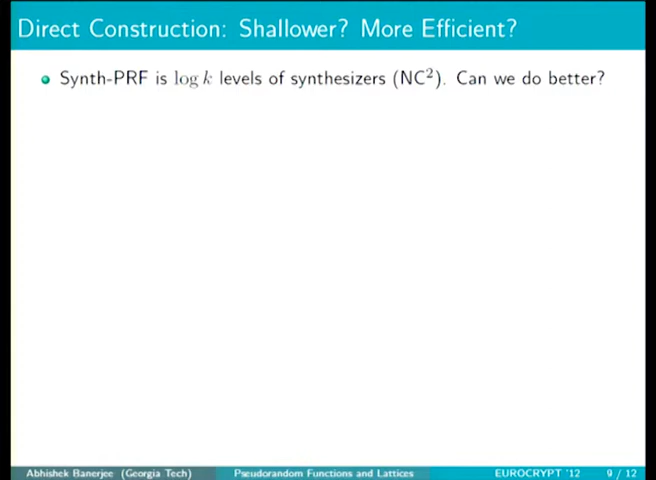 Direct Construction: Shallower? More Efficient?
Synth-PRF is log k levels of synthesizers (NC²). Can we do better?
Abhishek Banerjee (Georgia Tech) Pseudorandom Functions and Lattices EUROCRYPT '12 9 / 12